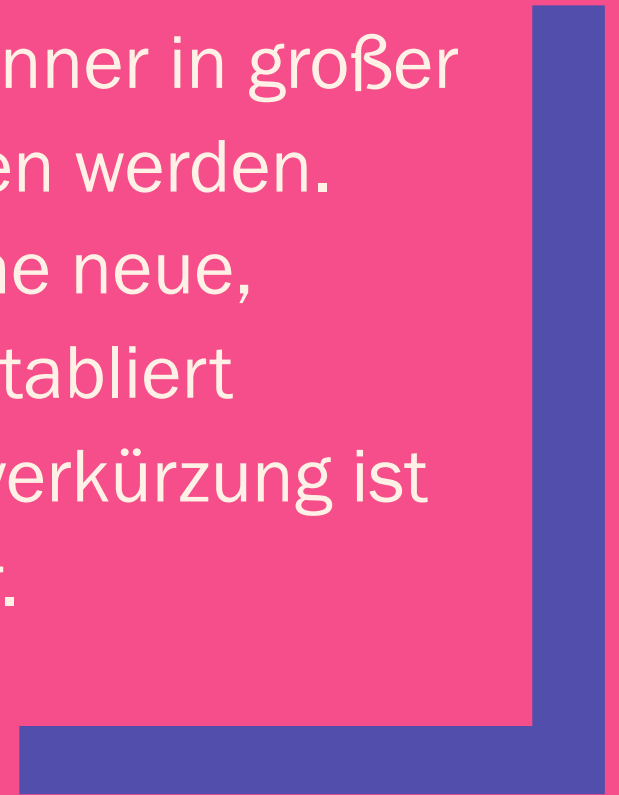 nner in großer
en werden.
ne neue,
tabliert
verkürzung ist
.